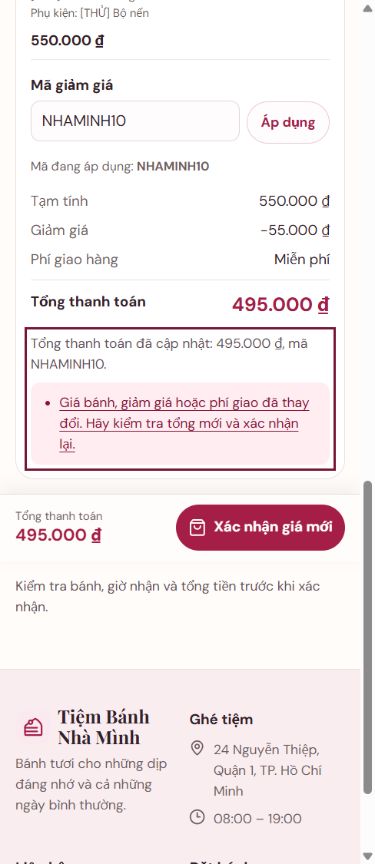 Phụ kiện: [THỬ] Bộ nến
550.000 ₫
Mã giảm giá
NHAMINH10
Áp dụng
Mã đang áp dụng: NHAMINH10
Tạm tính 550.000 ₫
Giảm giá -55.000 ₫
Phí giao hàng Miễn phí
Tổng thanh toán 495.000 ₫
Tổng thanh toán đã cập nhật: 495.000 ₫, mã
NHAMINH10.
Giá bánh, giảm giá hoặc phí giao đã thay
đổi. Hãy kiểm tra tổng mới và xác nhận
lại.
Tổng thanh toán
495.000 ₫
Xác nhận giá mới
Kiểm tra bánh, giờ nhận và tổng tiền trước khi xác
nhận.
Tiệm Bánh
Nhà Mình
Bánh tươi cho những dịp
đáng nhớ và cả những
ngày bình thường.
Ghé tiệm
24 Nguyễn Thiệp,
Quận 1, TP. Hồ Chí
Minh
08:00 – 19:00